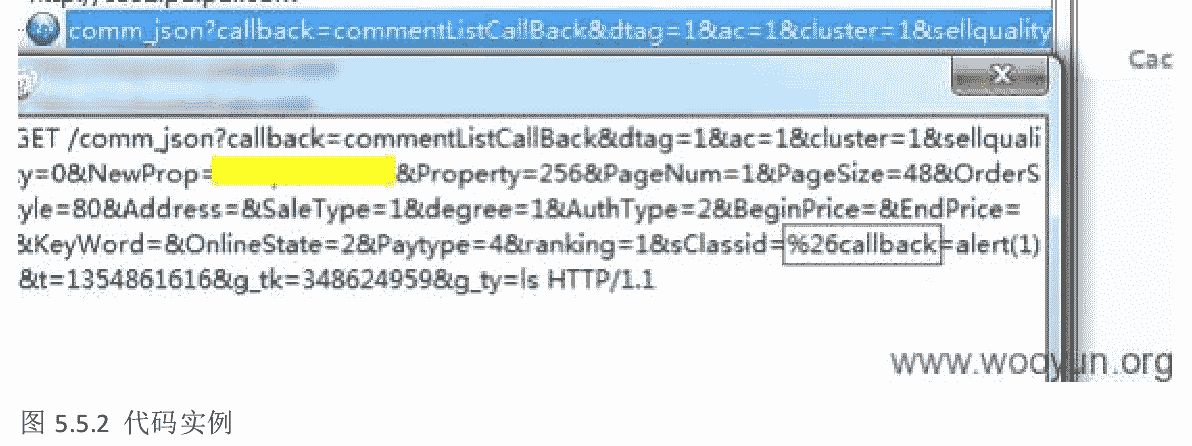 comm_json?callback=commentListCallBack&dtag=1&ac=1&cluster=1&sellquality
Cac
GET /comm_json?callback=commentListCallBack&dtag=1&ac=1&cluster=1&sellquali
y=0&NewProp= &Property=256&PageNum=1&PageSize=48&OrderS
yle=80&Address=&SaleType=1&degree=1&AuthType=2&BeginPrice=&EndPrice=
&KeyWord=&OnlineState=2&Paytype=4&ranking=1&sClassid=%26callback=alert(1)
&t=1354861616&g_tk=348624959&g_ty=ls HTTP/1.1
www.wooyun.org
图 5.5.2 代码实例